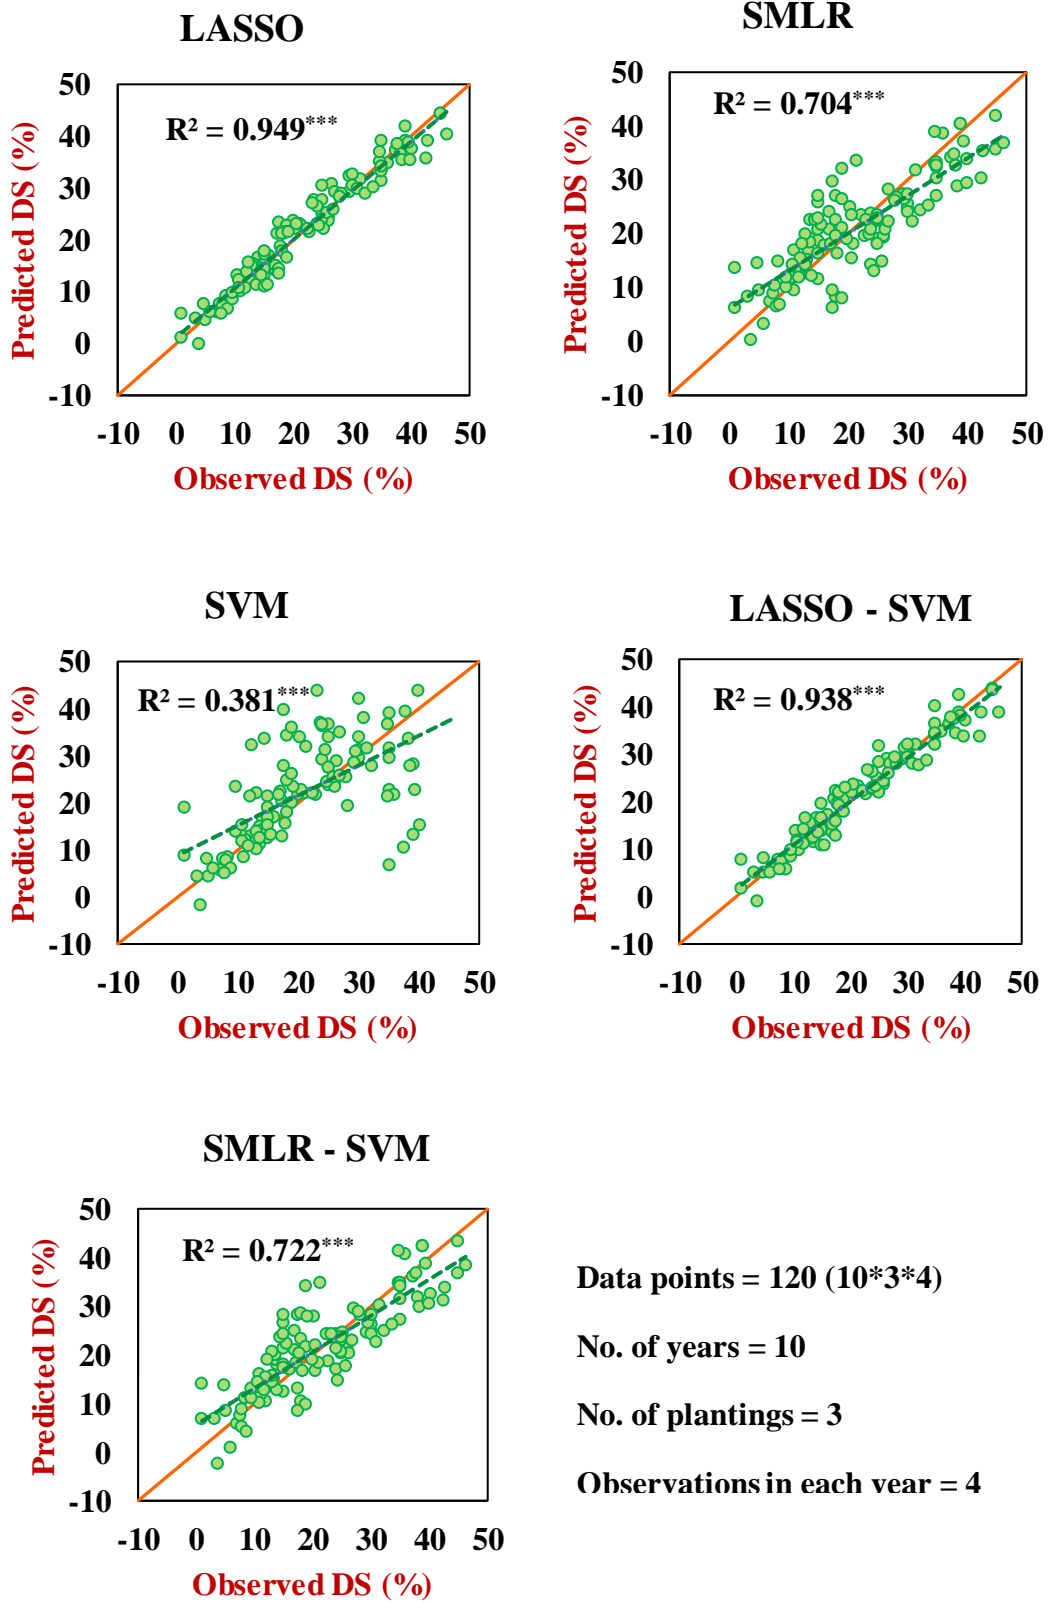 LASSO
R² = 0.949***
Predicted DS (%)
50
40
30
20
10
0
-10
-10 0 10 20 30 40 50
Observed DS (%)
SMLR
R² = 0.704***
Predicted DS (%)
50
40
30
20
10
0
-10
-10 0 10 20 30 40 50
Observed DS (%)
SVM
R² = 0.381***
Predicted DS (%)
50
40
30
20
10
0
-10
-10 0 10 20 30 40 50
Observed DS (%)
LASSO - SVM
R² = 0.938***
Predicted DS (%)
50
40
30
20
10
0
-10
-10 0 10 20 30 40 50
Observed DS (%)
SMLR - SVM
R² = 0.722***
Predicted DS (%)
50
40
30
20
10
0
-10
-10 0 10 20 30 40 50
Observed DS (%)
Data points = 120 (10*3*4)
No. of years = 10
No. of plantings = 3
Observations in each year = 4